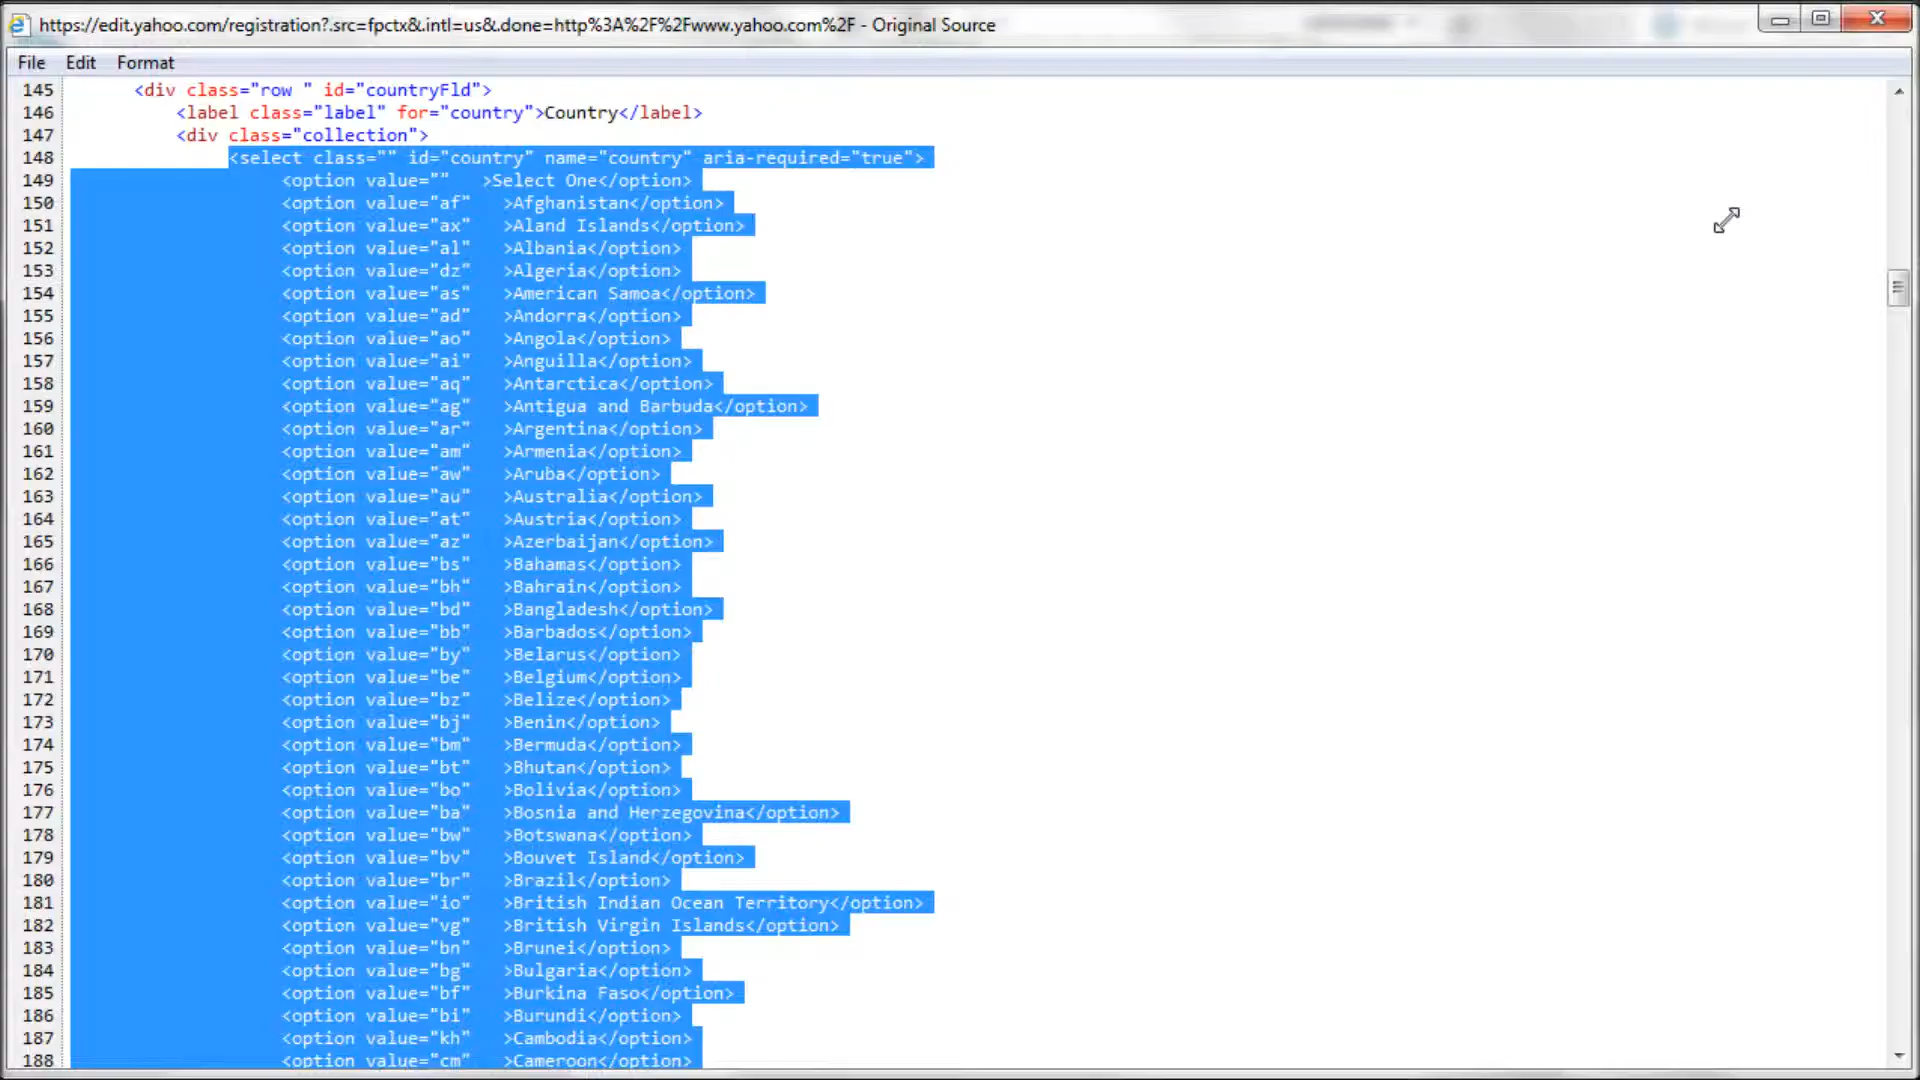 https://edit.yahoo.com/registration?.src=fpctx&.intl=us&.done=http%3A%2F%2Fwww.yahoo.com%2F - Original Source
File Edit Format
145 <div class="row " id="countryFld">
146 <label class="label" for="country">Country</label>
147 <div class="collection">
148 <select class="" id="country" name="country" aria-required="true">
149 <option value="" >Select One</option>
150 <option value="af" >Afghanistan</option>
151 <option value="ax" >Aland Islands</option>
152 <option value="al" >Albania</option>
153 <option value="dz" >Algeria</option>
154 <option value="as" >American Samoa</option>
155 <option value="ad" >Andorra</option>
156 <option value="ao" >Angola</option>
157 <option value="ai" >Anguilla</option>
158 <option value="aq" >Antarctica</option>
159 <option value="ag" >Antigua and Barbuda</option>
160 <option value="ar" >Argentina</option>
161 <option value="am" >Armenia</option>
162 <option value="aw" >Aruba</option>
163 <option value="au" >Australia</option>
164 <option value="at" >Austria</option>
165 <option value="az" >Azerbaijan</option>
166 <option value="bs" >Bahamas</option>
167 <option value="bh" >Bahrain</option>
168 <option value="bd" >Bangladesh</option>
169 <option value="bb" >Barbados</option>
170 <option value="by" >Belarus</option>
171 <option value="be" >Belgium</option>
172 <option value="bz" >Belize</option>
173 <option value="bj" >Benin</option>
174 <option value="bm" >Bermuda</option>
175 <option value="bt" >Bhutan</option>
176 <option value="bo" >Bolivia</option>
177 <option value="ba" >Bosnia and Herzegovina</option>
178 <option value="bw" >Botswana</option>
179 <option value="bv" >Bouvet Island</option>
180 <option value="br" >Brazil</option>
181 <option value="io" >British Indian Ocean Territory</option>
182 <option value="vg" >British Virgin Islands</option>
183 <option value="bn" >Brunei</option>
184 <option value="bg" >Bulgaria</option>
185 <option value="bf" >Burkina Faso</option>
186 <option value="bi" >Burundi</option>
187 <option value="kh" >Cambodia</option>
188 <option value="cm" >Cameroon</option>